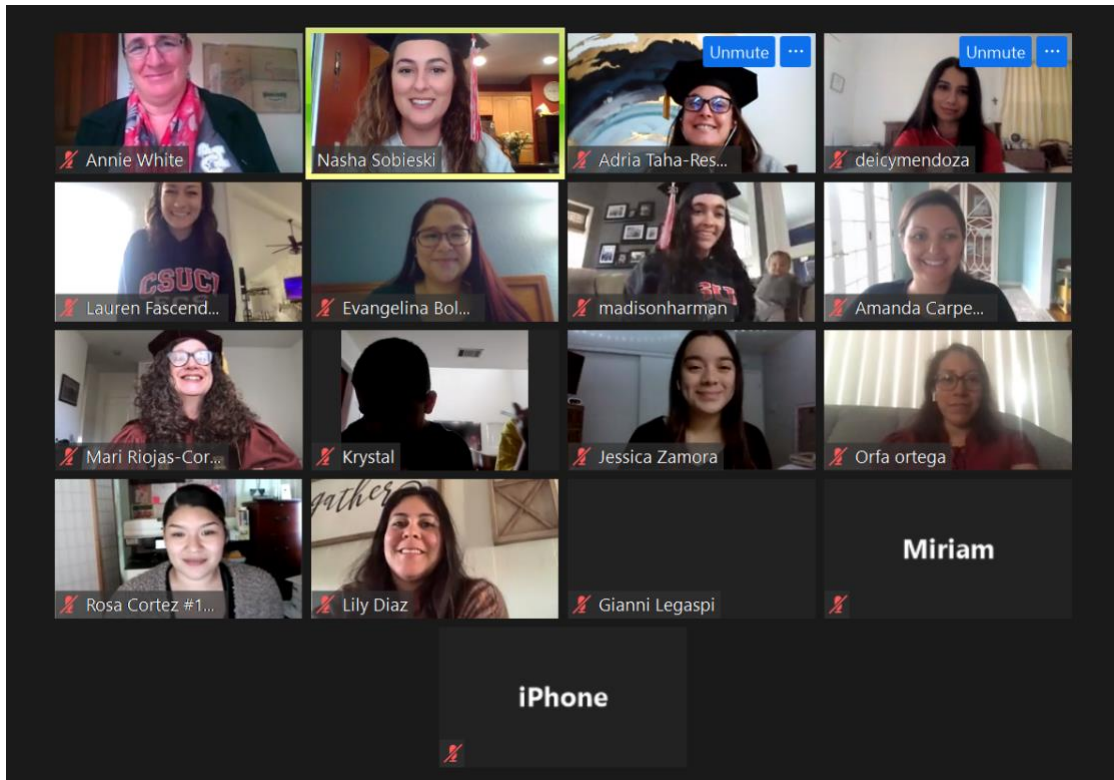 Annie White
Nasha Sobieski
Unmute ...
Adria Taha-Res...
Unmute ...
deicymendoza
CSUCI
ECS
Lauren Fascend...
Evangelina Bol...
madisonharman
Amanda Carpe...
Mari Riojas-Cor...
Krystal
Jessica Zamora
Orfa ortega
Rosa Cortez #1...
gather
Lily Diaz
Gianni Legaspi
Miriam
iPhone